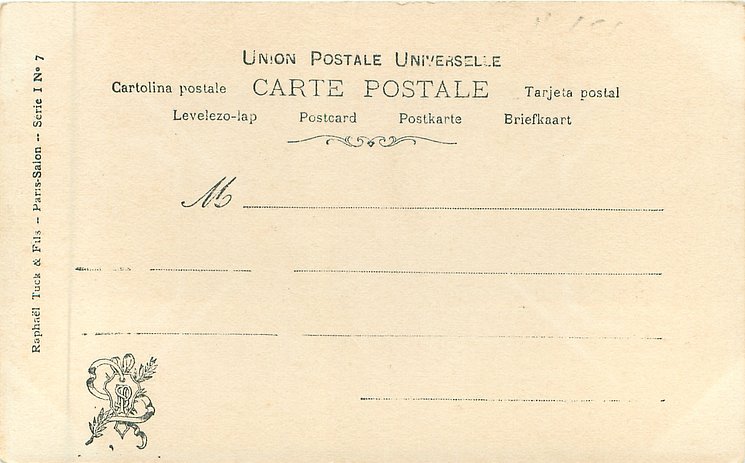 UNION POSTALE UNIVERSELLE
Cartolina postale CARTE POSTALE Tarjeta postal
Levelezo-lap Postcard Postkarte Briefkaart
M
Raphaël Tuck & Fils -- Paris-Salon -- Serie I Nº 7